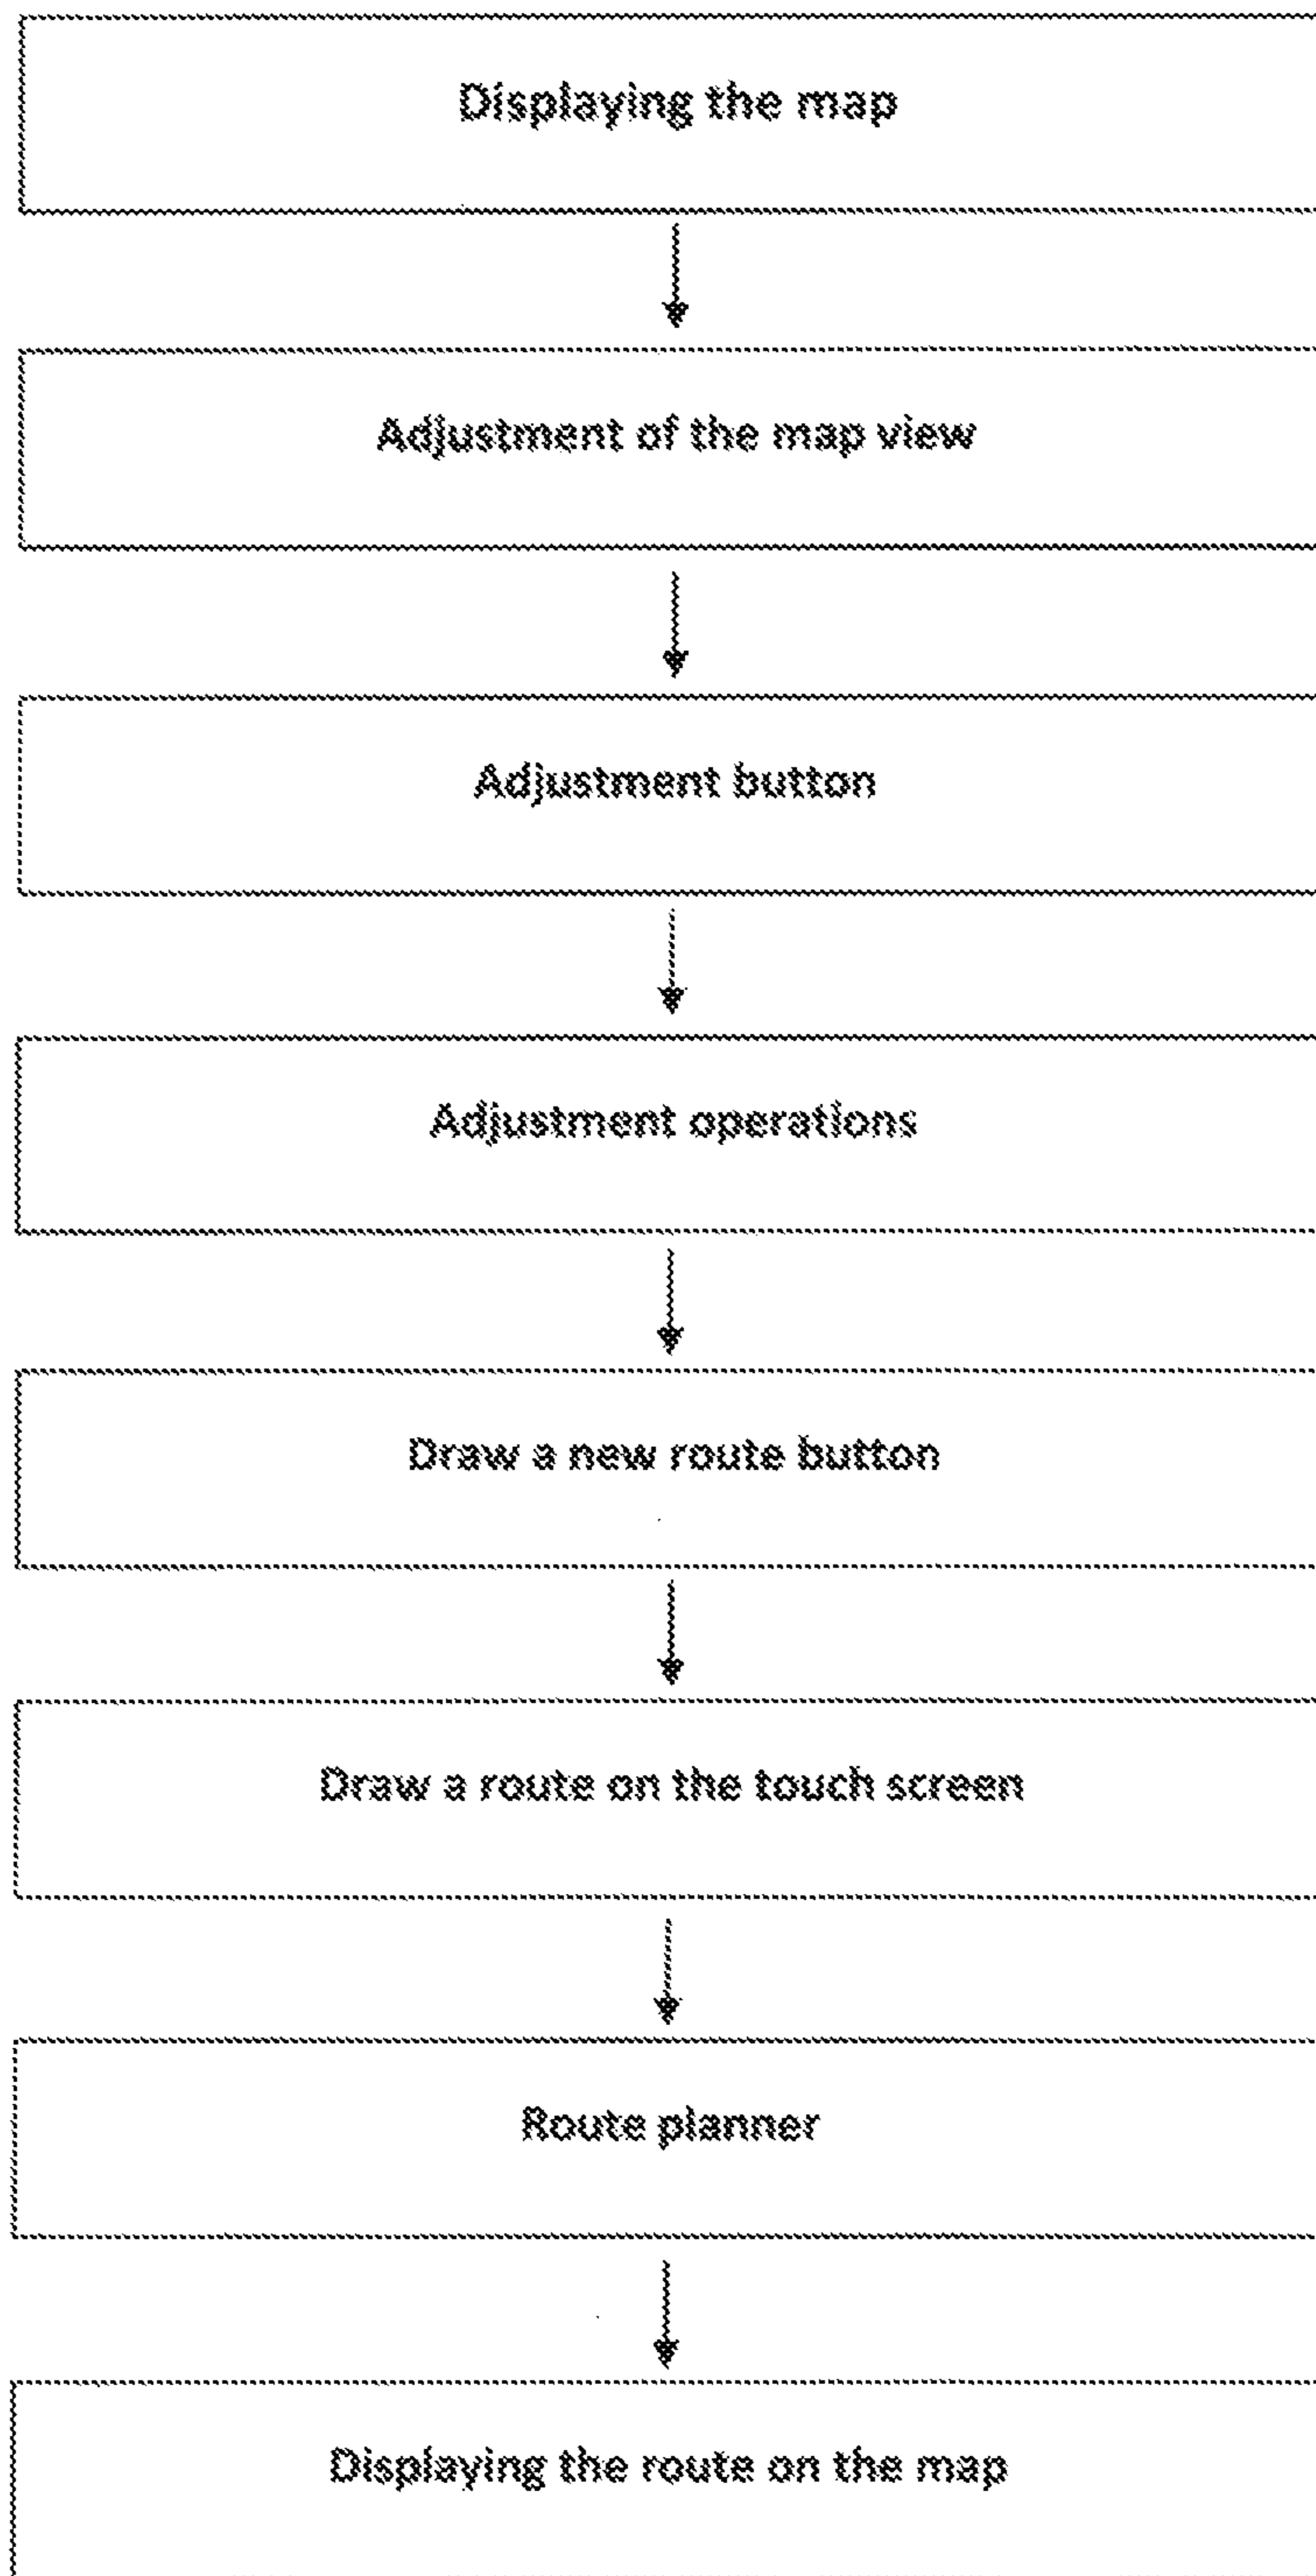 Displaying the map
Adjustment of the map view
Adjustment button
Adjustment operations
Draw a new route button
Draw a route on the touch screen
Route planner
Displaying the route on the map